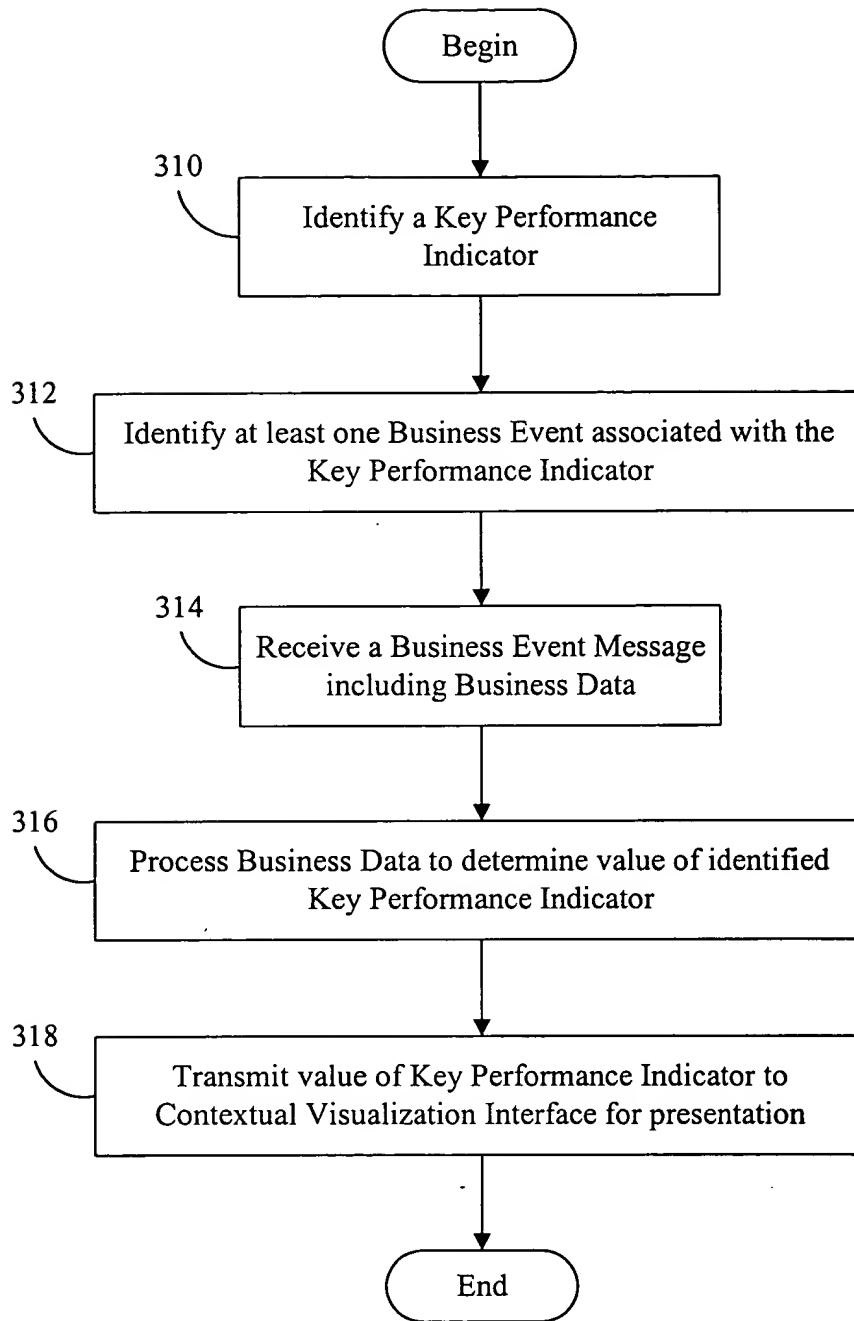 Begin
310
Identify a Key Performance
Indicator
312
Identify at least one Business Event associated with the
Key Performance Indicator
314
Receive a Business Event Message
including Business Data
316
Process Business Data to determine value of identified
Key Performance Indicator
318
Transmit value of Key Performance Indicator to
Contextual Visualization Interface for presentation
End